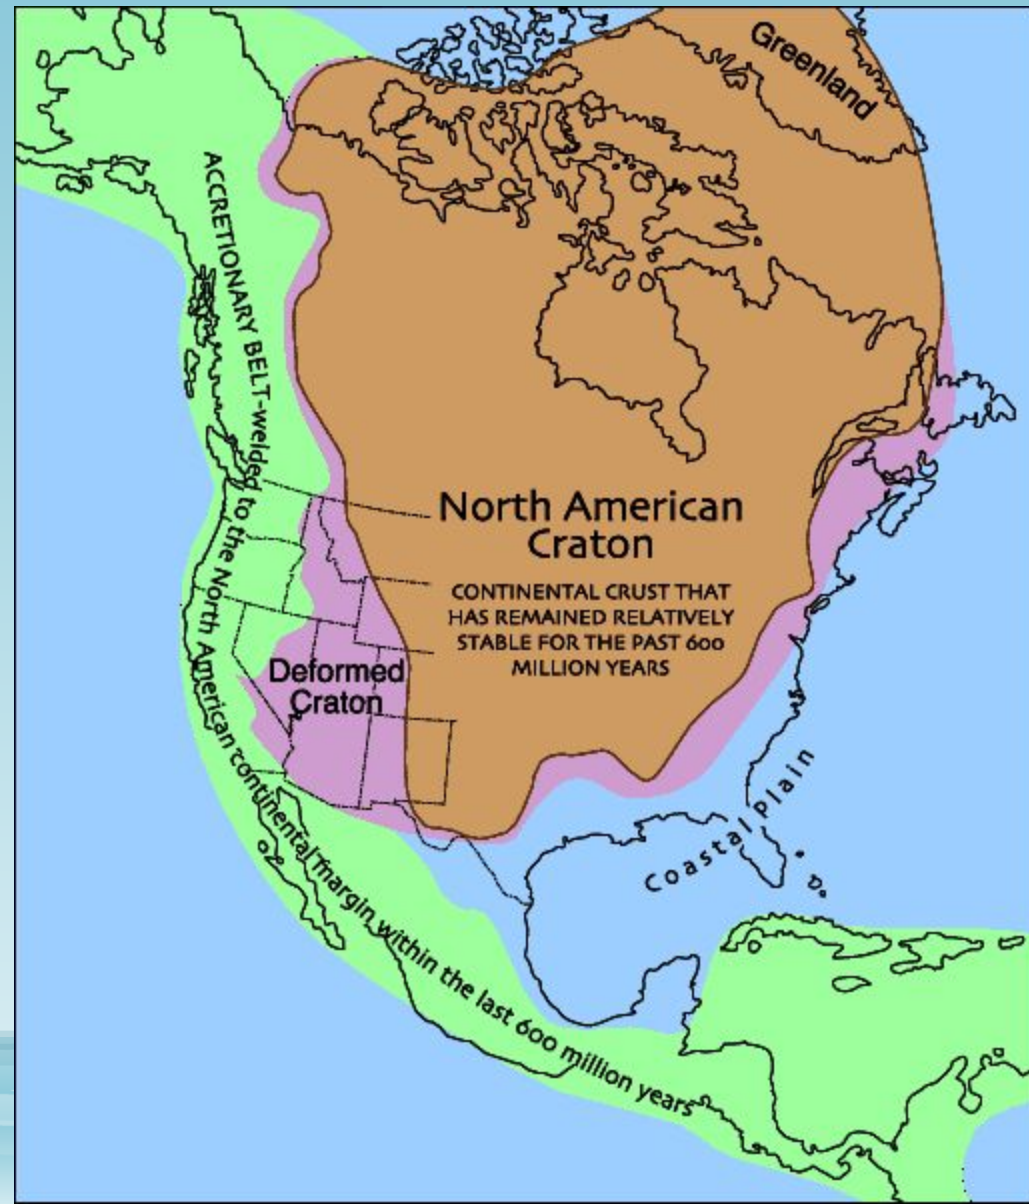 Greenland
ACCRETIONARY BELT-welded to the North American continental margin within the last 600 million years
North American
Craton
CONTINENTAL CRUST THAT
HAS REMAINED RELATIVELY
STABLE FOR THE PAST 600
MILLION YEARS
Deformed
Craton
Coastal Plain